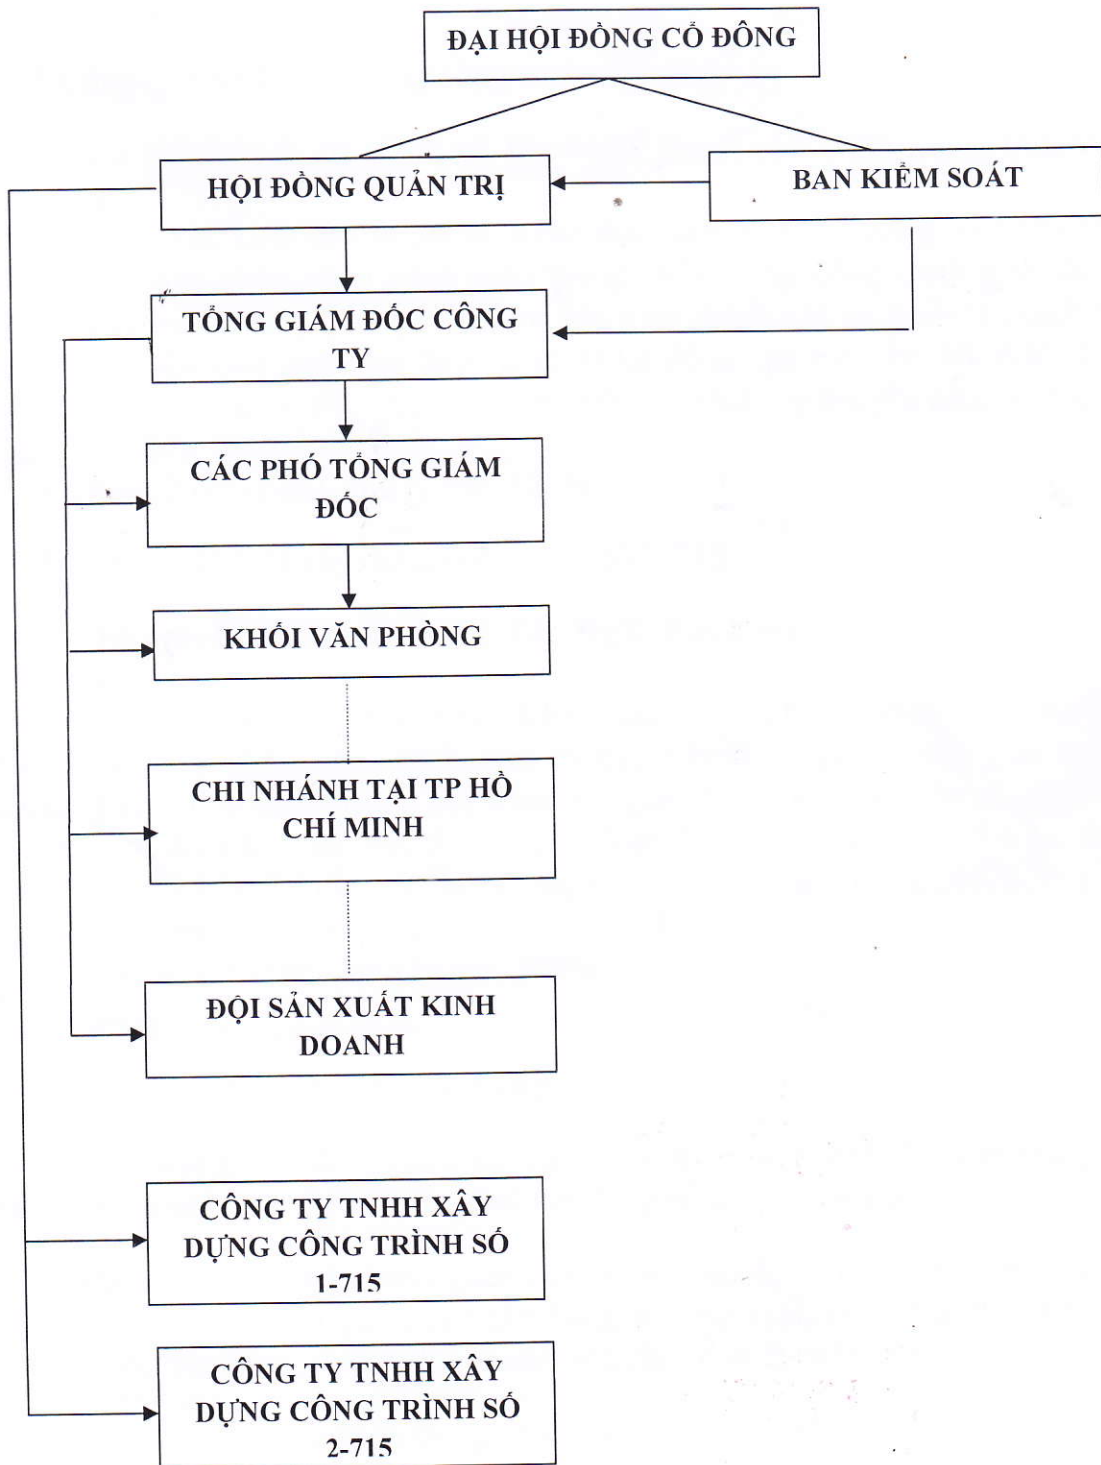 ĐẠI HỘI ĐỒNG CỔ ĐÔNG
HỘI ĐỒNG QUẢN TRỊ
BAN KIỂM SOÁT
TỔNG GIÁM ĐỐC CÔNG
TY
CÁC PHÓ TỔNG GIÁM
ĐỐC
KHỐI VĂN PHÒNG
CHI NHÁNH TẠI TP HỒ
CHÍ MINH
ĐỘI SẢN XUẤT KINH
DOANH
CÔNG TY TNHH XÂY
DỰNG CÔNG TRÌNH SỐ
1-715
CÔNG TY TNHH XÂY
DỰNG CÔNG TRÌNH SỐ
2-715